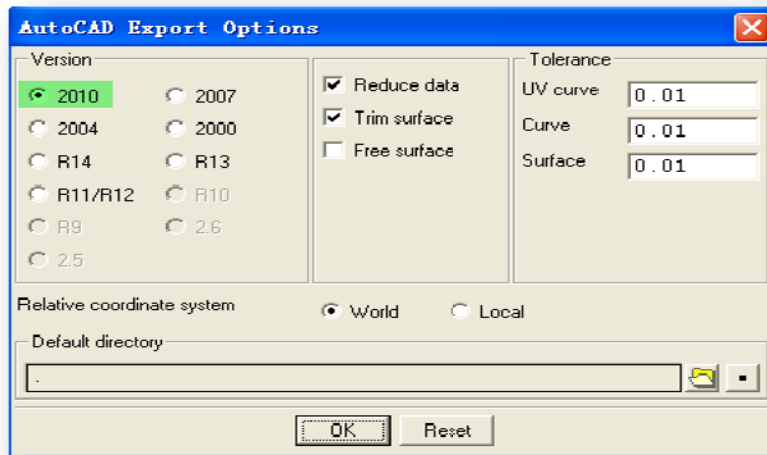 AutoCAD Export Options
Version
2010 2007
2004 2000
R14 R13
R11/R12 R10
R9 2.6
2.5
Reduce data
Trim surface
Free surface
Tolerance
UV curve 0.01
Curve 0.01
Surface 0.01
Relative coordinate system World Local
Default directory
.
OK Reset